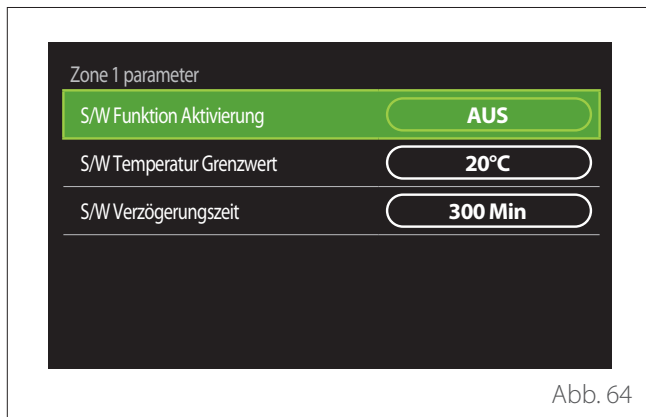 Zone 1 parameter
S/W Funktion Aktivierung AUS
S/W Temperatur Grenzwert 20°C
S/W Verzögerungszeit 300 Min
Abb. 64